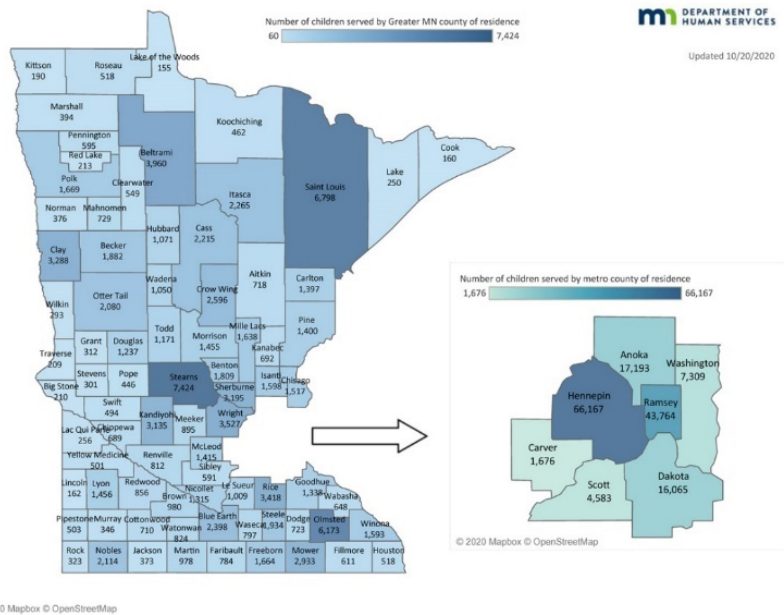 Number of children served by Greater MN county of residence
60
7,424
DEPARTMENT OF
HUMAN SERVICES
Updated 10/20/2020
Kittson
190
Roseau
518
Lake of the Woods
155
Marshall
394
Koochiching
462
Pennington
595
Red Lake
213
Beltrami
3,960
Saint Louis
6,798
Cook
160
Lake
250
Polk
1,669
Clearwater
549
Itasca
2,265
Norman
376
Mahnomen
729
Hubbard
1,071
Cass
2,215
Clay
3,288
Becker
1,882
Aitkin
718
Carlton
1,397
Wadena
1,050
Crow Wing
2,596
Otter Tail
2,080
Wilkin
293
Pine
1,400
Todd
1,171
Morrison
1,455
Mille Lacs
1,638
Kanabec
692
Grant
312
Douglas
1,237
Traverse
209
Stevens
301
Pope
446
Stearns
7,424
Benton
1,809
Isanti
1,598
Chisago
1,517
Sherburne
3,195
Big Stone
210
Swift
494
Kandiyohi
3,135
Meeker
895
Wright
3,527
Lac Qui Parle
256
Chippewa
689
Yellow Medicine
501
Renville
812
McLeod
1,415
Sibley
591
Lincoln
162
Lyon
1,456
Redwood
856
Brown
980
Nicollet
1,315
Le Sueur
1,009
Rice
3,418
Goodhue
1,338
Wabasha
648
Pipestone
503
Murray
346
Cottonwood
710
Watonwan
824
Blue Earth
2,398
Waseca
797
Steele
1,934
Dodge
723
Olmsted
6,173
Winona
1,593
Rock
323
Nobles
2,114
Jackson
373
Martin
978
Faribault
784
Freeborn
1,664
Mower
2,933
Fillmore
611
Houston
518
0 Mapbox © OpenStreetMap
Number of children served by metro county of residence
1,676
66,167
Anoka
17,193
Washington
7,309
Hennepin
66,167
Ramsey
43,764
Carver
1,676
Scott
4,583
Dakota
16,065
© 2020 Mapbox © OpenStreetMap